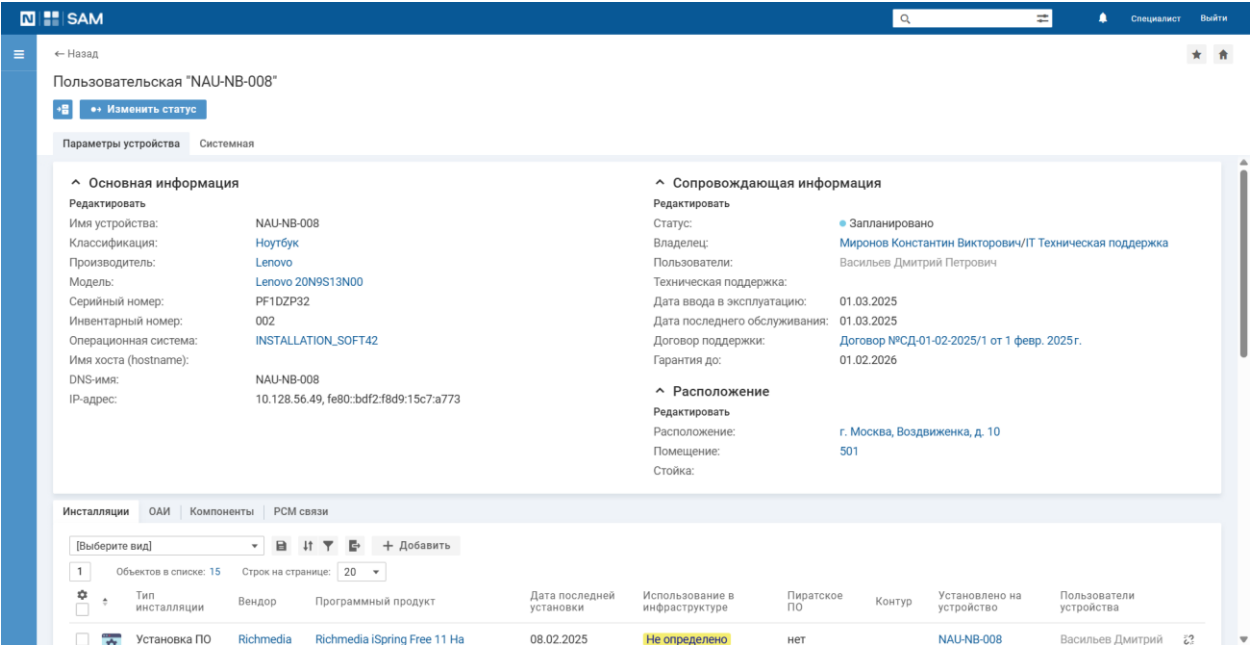 N SAM
Специалист Выйти
← Назад
Пользовательская "NAU-NB-008"
Изменить статус
Параметры устройства Системная
Основная информация
Редактировать
Имя устройства: NAU-NB-008
Классификация: Ноутбук
Производитель: Lenovo
Модель: Lenovo 20N9S13N00
Серийный номер: PF1DZP32
Инвентарный номер: 002
Операционная система: INSTALLATION_SOFT42
Имя хоста (hostname):
DNS-имя: NAU-NB-008
IP-адрес: 10.128.56.49, fe80::bdf2:f8d9:15c7:a773
Сопровождающая информация
Редактировать
Статус: Запланировано
Владелец: Миронов Константин Викторович/IT Техническая поддержка
Пользователи: Васильев Дмитрий Петрович
Техническая поддержка:
Дата ввода в эксплуатацию: 01.03.2025
Дата последнего обслуживания: 01.03.2025
Договор поддержки: Договор №СД-01-02-2025/1 от 1 февр. 2025 г.
Гарантия до: 01.02.2026
Расположение
Редактировать
Расположение: г. Москва, Воздвиженка, д. 10
Помещение: 501
Стойка:
Инсталляции ОАИ Компоненты РСМ связи
[Выберите вид] + Добавить
1 Объектов в списке: 15 Строк на странице: 20
Тип инсталляции Вендор Программный продукт Дата последней установки Использование в инфраструктуре Пиратское ПО Контур Установлено на устройство Пользователи устройства
Установка ПО Richmedia Richmedia iSpring Free 11 На 08.02.2025 Не определено нет NAU-NB-008 Васильев Дмитрий